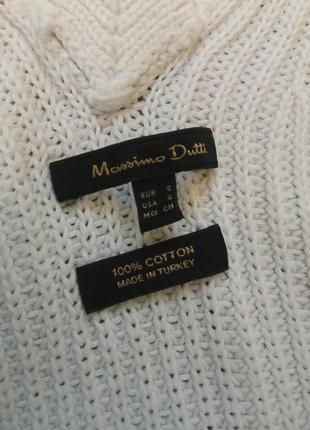 Massimo Dutti
EUR S
USA S
MEX CH
100% COTTON
MADE IN TURKEY